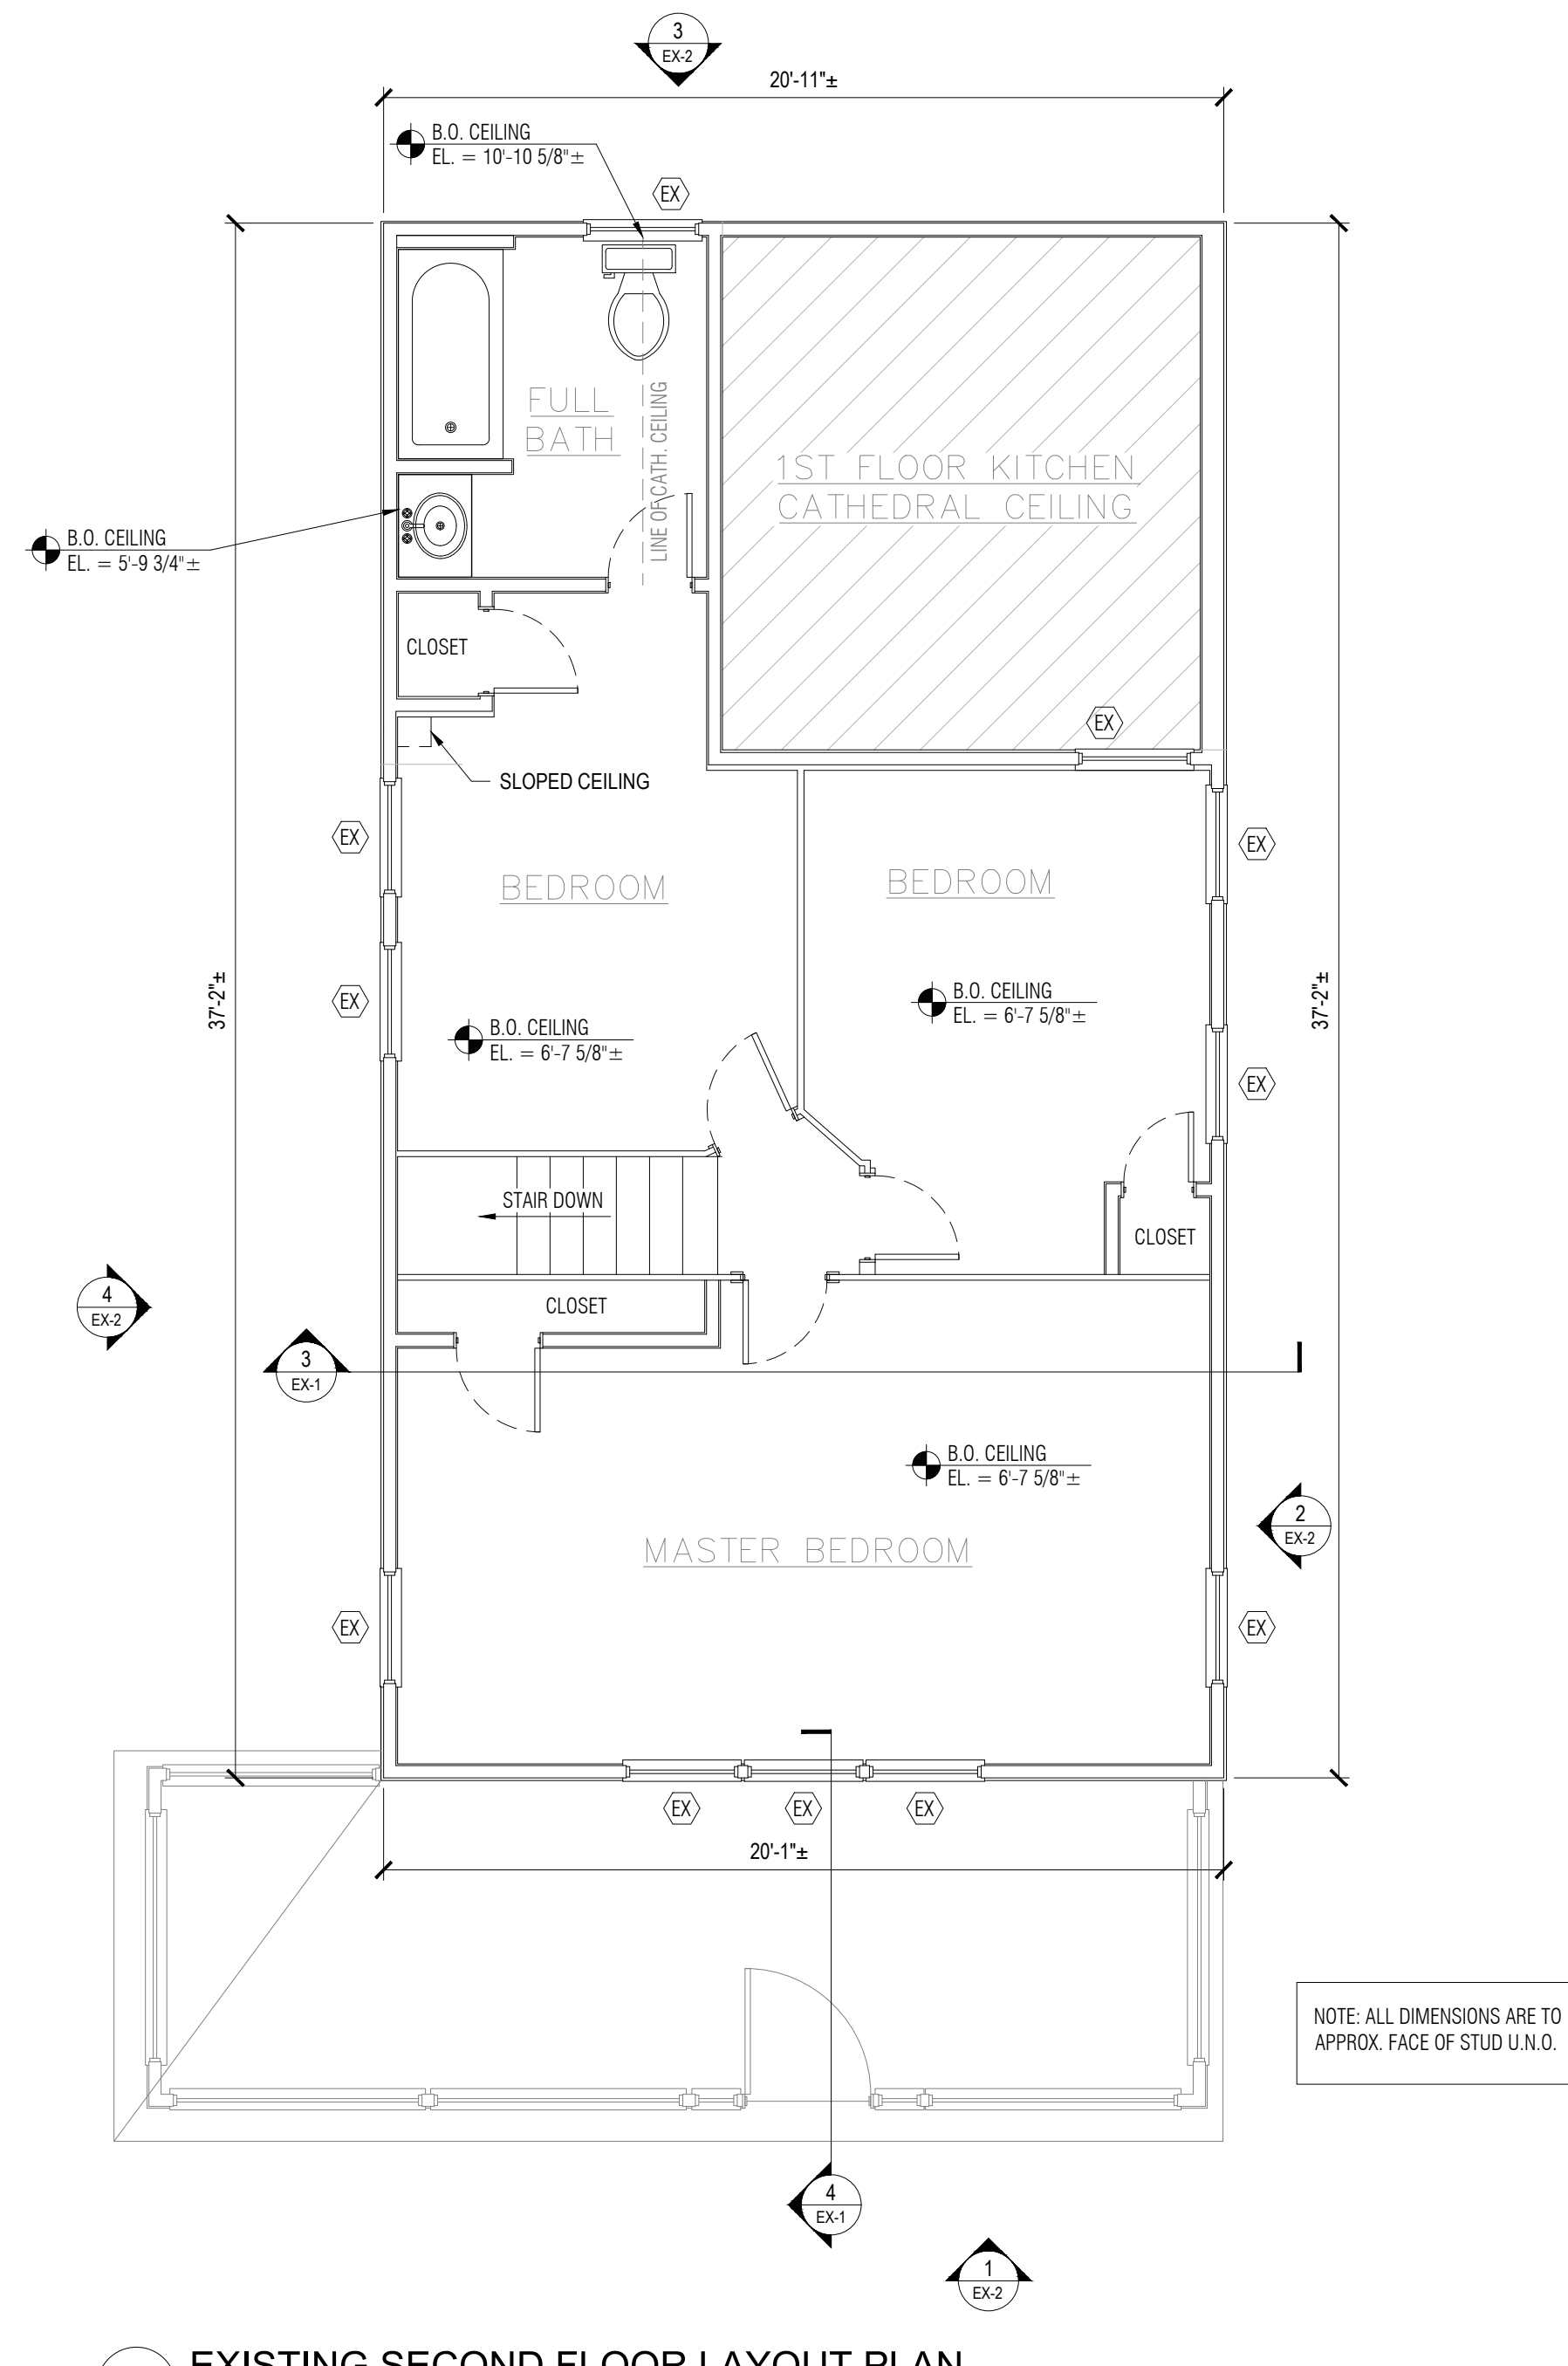 3
EX-2
20'-11"±
B.O. CEILING
EL. = 10'-10 5/8"±
EX
FULL
BATH
LINE OF CATH. CEILING
1ST FLOOR KITCHEN
CATHEDRAL CEILING
B.O. CEILING
EL. = 5'-9 3/4"±
CLOSET
EX
SLOPED CEILING
EX
EX
BEDROOM
BEDROOM
37'-2"±
37'-2"±
EX
B.O. CEILING
EL. = 6'-7 5/8"±
B.O. CEILING
EL. = 6'-7 5/8"±
EX
STAIR DOWN
CLOSET
4
EX-2
CLOSET
3
EX-1
B.O. CEILING
EL. = 6'-7 5/8"±
2
EX-2
MASTER BEDROOM
EX
EX
EX
EX
EX
20'-1"±
NOTE: ALL DIMENSIONS ARE TO
APPROX. FACE OF STUD U.N.O.
4
EX-1
1
EX-2
EXISTING SECOND FLOOR LAYOUT PLAN